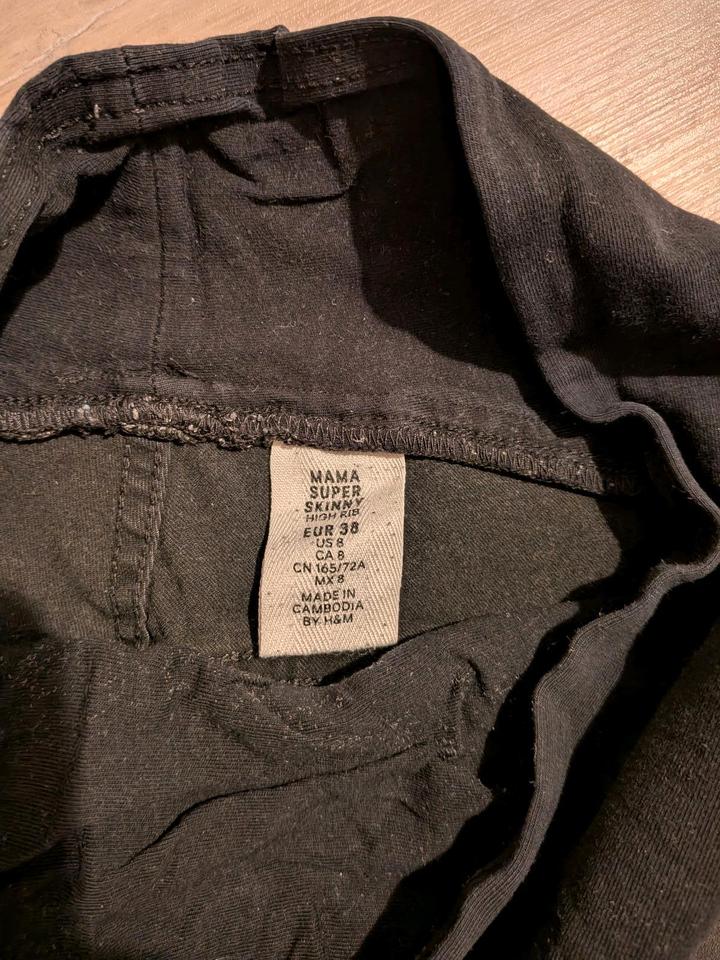 MAMA
SUPER
SKINNY
HIGH RIB
EUR 38
US 8
CA 8
CN 165/72A
MX 8
MADE IN
CAMBODIA
BY H&M